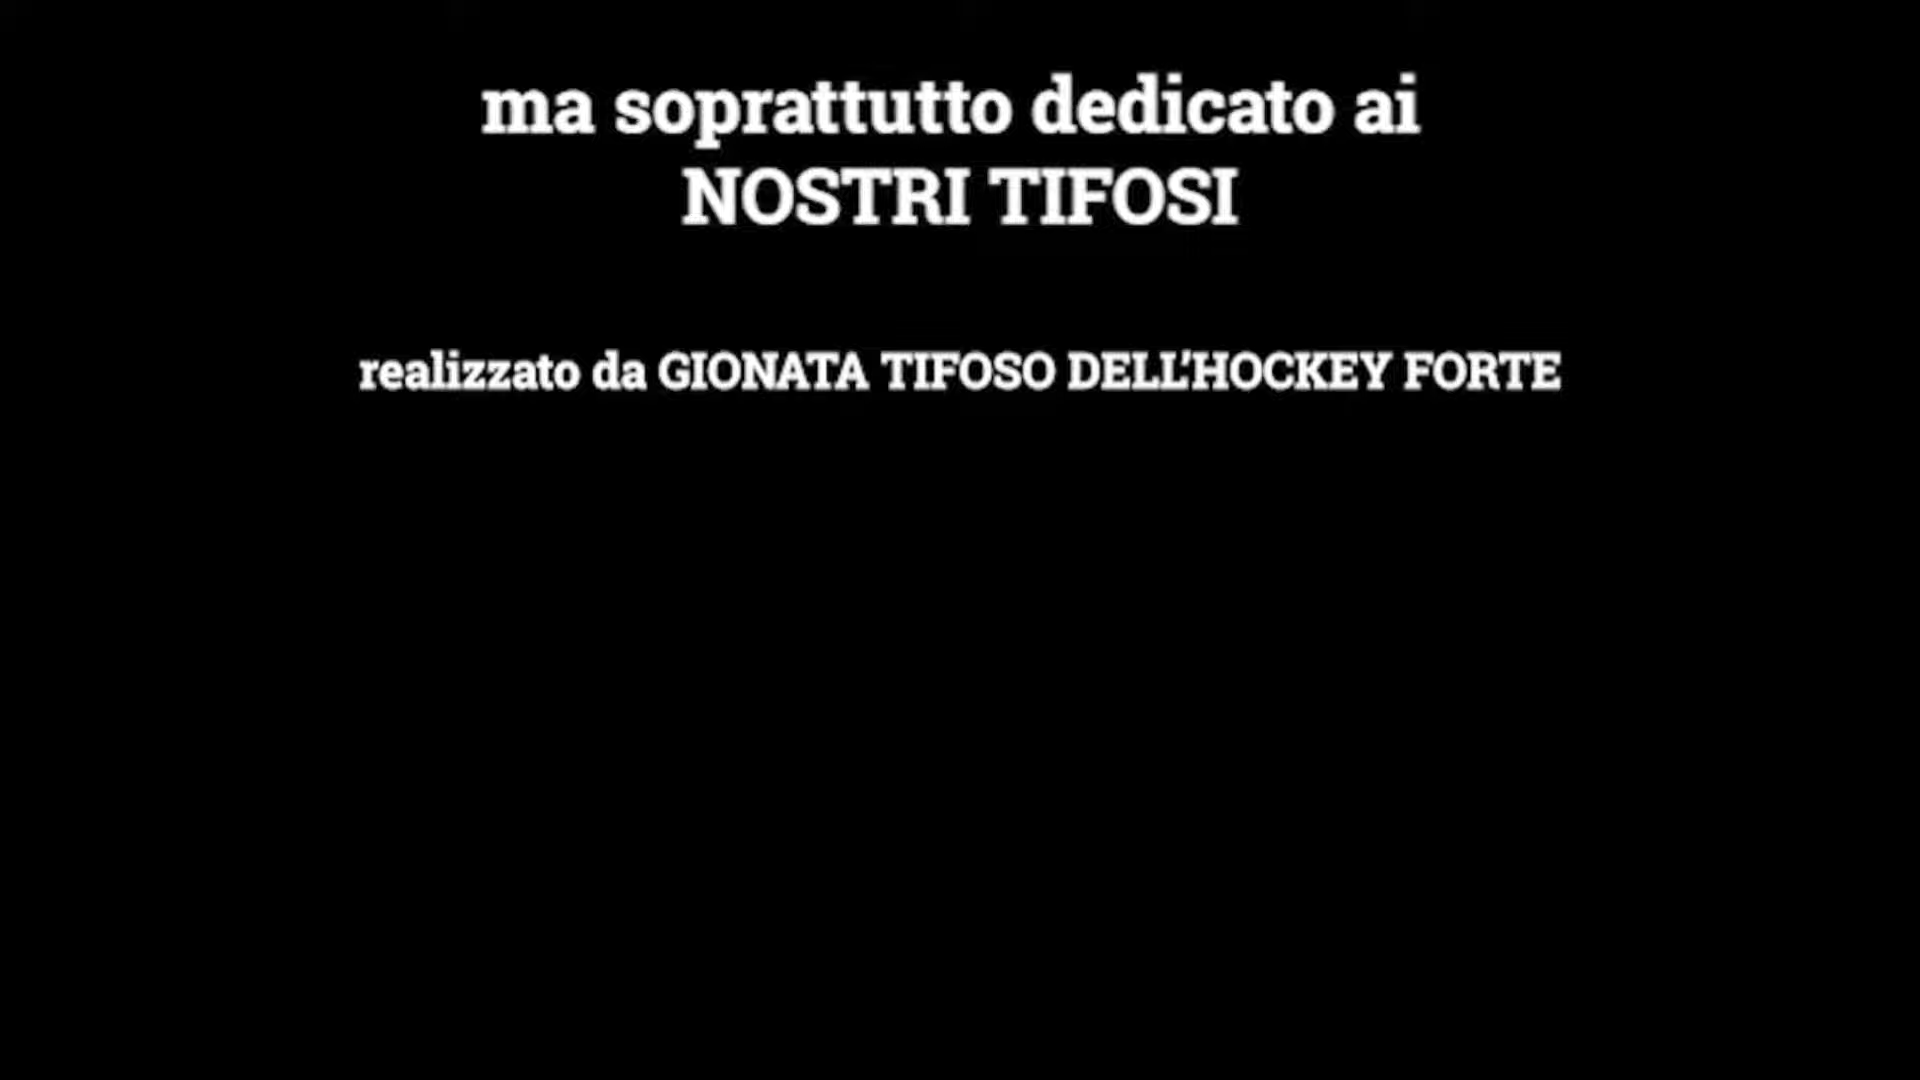 ma soprattutto dedicato ai
NOSTRI TIFOSI
realizzato da GIONATA TIFOSO DELL'HOCKEY FORTE